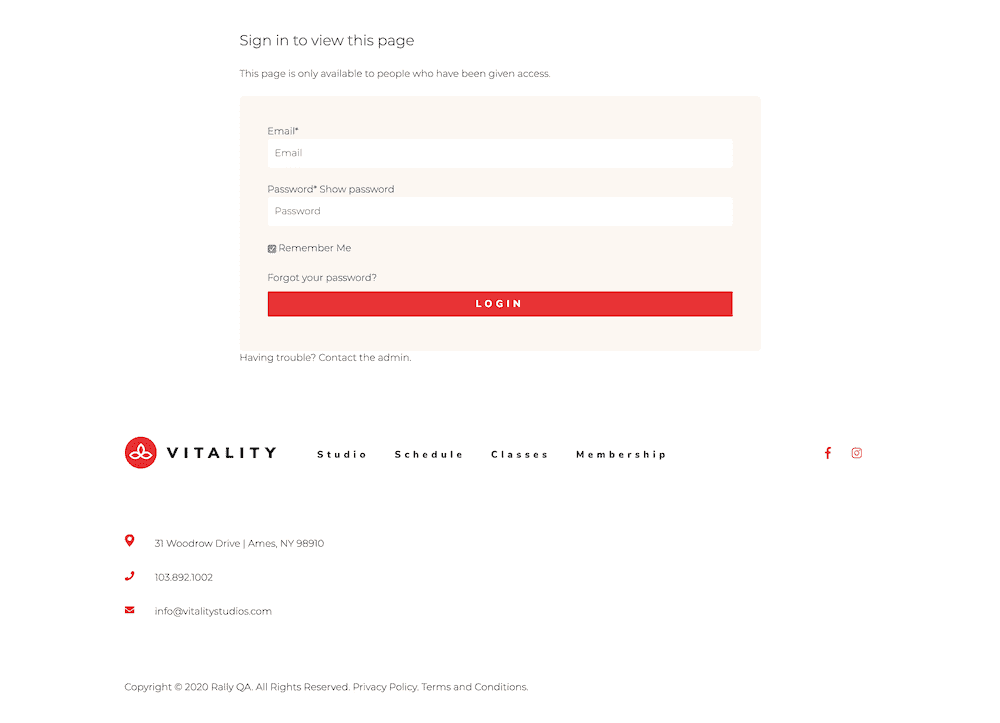 Sign in to view this page
This page is only available to people who have been given access.
Email*
Email
Password* Show password
Password
Remember Me
Forgot your password?
LOGIN
Having trouble? Contact the admin.
VITALITY Studio Schedule Classes Membership
31 Woodrow Drive | Ames, NY 98910
103.892.1002
info@vitalitystudios.com
Copyright © 2020 Rally QA. All Rights Reserved. Privacy Policy. Terms and Conditions.